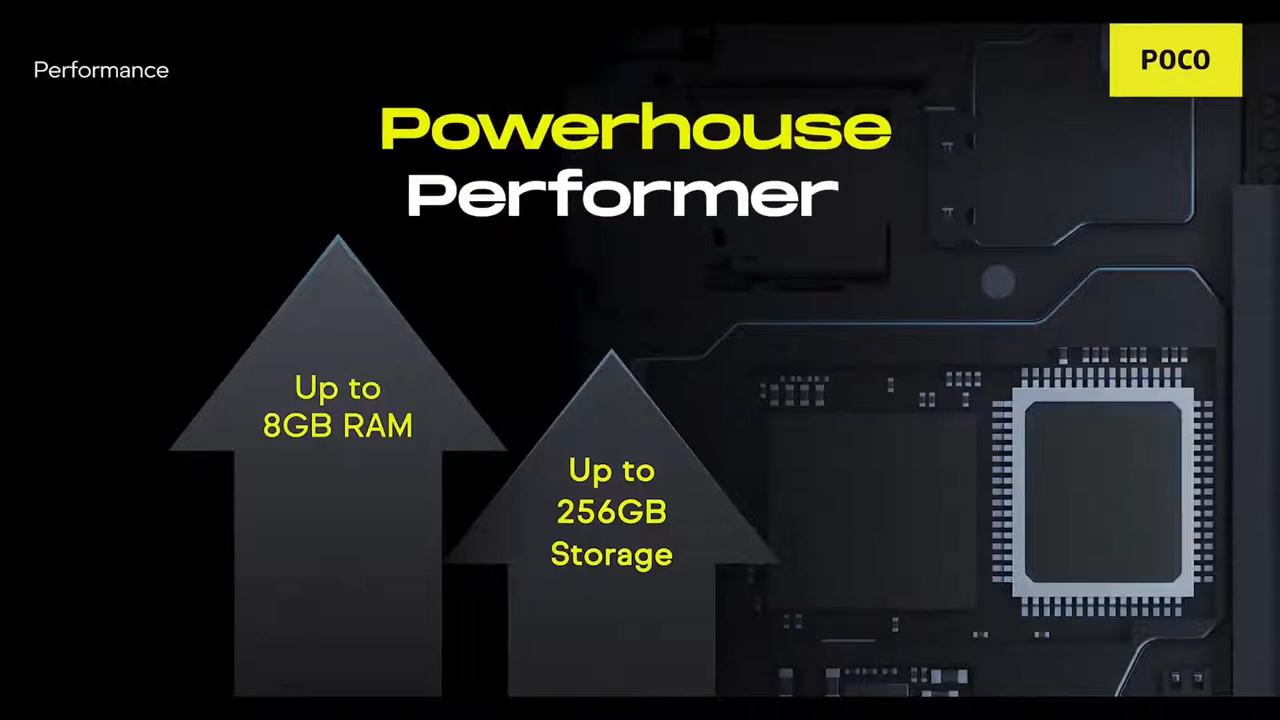 Performance
POCO
Powerhouse
Performer
Up to
8GB RAM
Up to
256GB
Storage